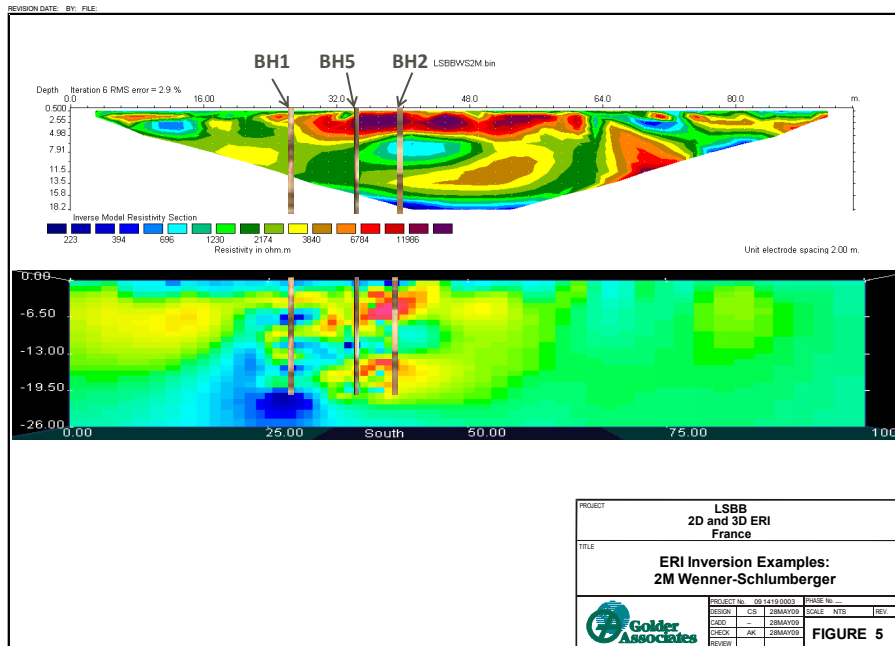 REVISION DATE: BY: FILE:
BH1 BH5 BH2 LSBBWS2M.bin
Depth Iteration 6 RMS error = 2.9 %
0.0 16.00 32.0 48.0 64.0 80.0 m.
0.500
2.55
4.98
7.91
11.5
13.5
15.8
18.2
Inverse Model Resistivity Section
223 394 696 1230 2174 3840 6784 11986
Resistivity in ohm.m
Unit electrode spacing 2.00 m.
0.00
-6.50
-13.00
-19.50
-26.00
0.00 25.00 South 50.00 75.00 100
PROJECT
LSBB
2D and 3D ERI
France
TITLE
ERI Inversion Examples:
2M Wenner-Schlumberger
Golder
Associates
PROJECT No. 09 1419 0003 PHASE No. ---
DESIGN CS 28MAY09 SCALE NTS REV.
CADD -- 28MAY09
CHECK AK 28MAY09
REVIEW
FIGURE 5